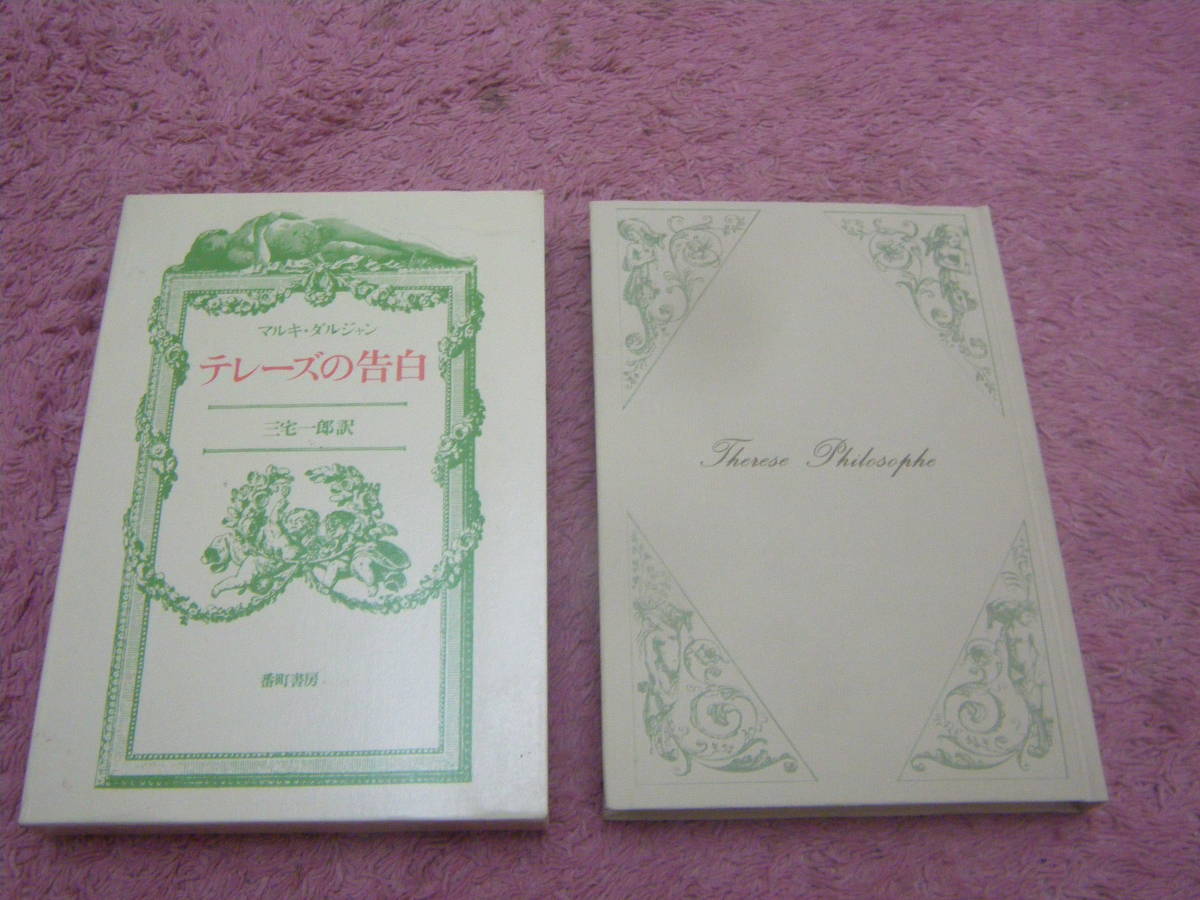 マルキ・ダルジャン
テレーズの告白
三宅一郎訳
番町書房
Therese Philosophe